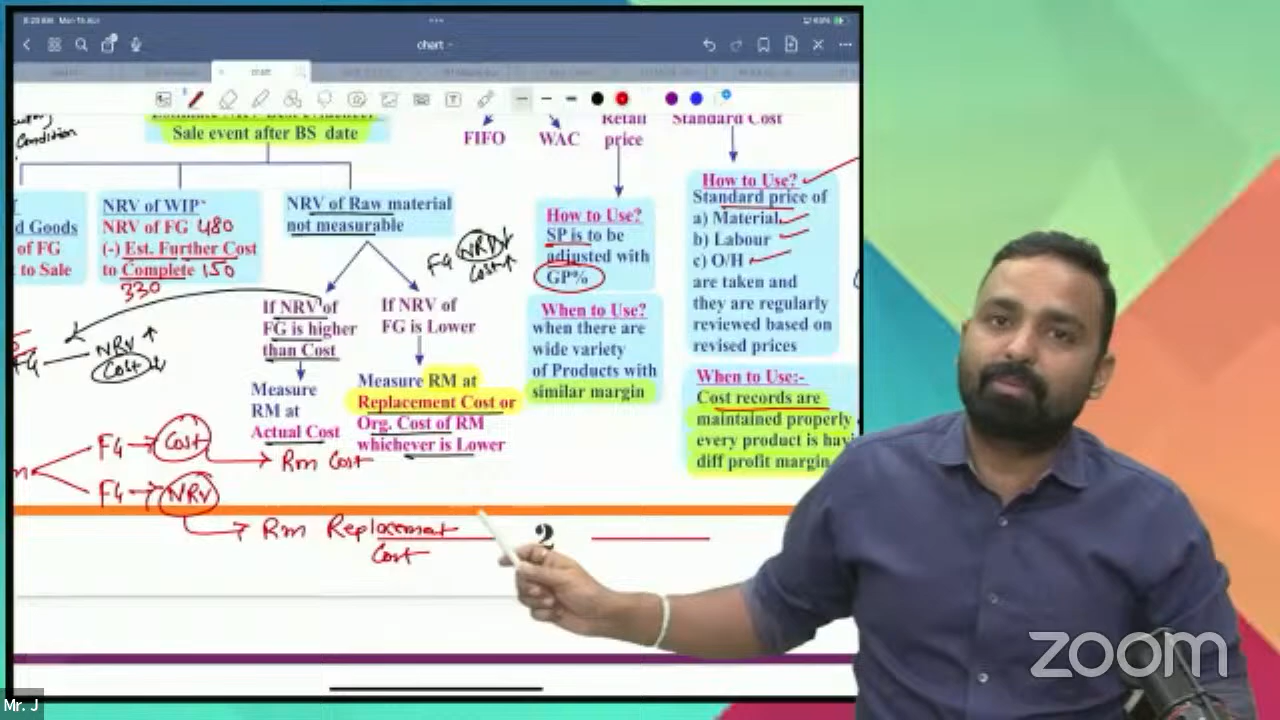 chart
Condition
Sale event after BS date
FIFO
WAC
Retail
price
Standard Cost
d Goods
of FG
t to Sale
NRV of WIP
NRV of FG 480
(-) Est. Further Cost
to Complete 150
330
NRV of Raw material
not measurable
FG NRV↓
Cost↑
If NRV of
FG is higher
than Cost
If NRV of
FG is Lower
Measure
RM at
Actual Cost
Measure RM at
Replacement Cost or
Org. Cost of RM
whichever is Lower
FG — NRV ↑
Cost ↓
FG → Cost
→ Rm Cost
FG → NRV
→ Rm Replacement
Cost
How to Use?
SP is to be
adjusted with
GP%
When to Use?
when there are
wide variety
of Products with
similar margin
How to Use?
Standard price of
a) Material
b) Labour
c) O/H
are taken and
they are regularly
reviewed based on
revised prices
When to Use:-
Cost records are
maintained properly
every product is havi
diff profit margin
2
zoom
Mr. J